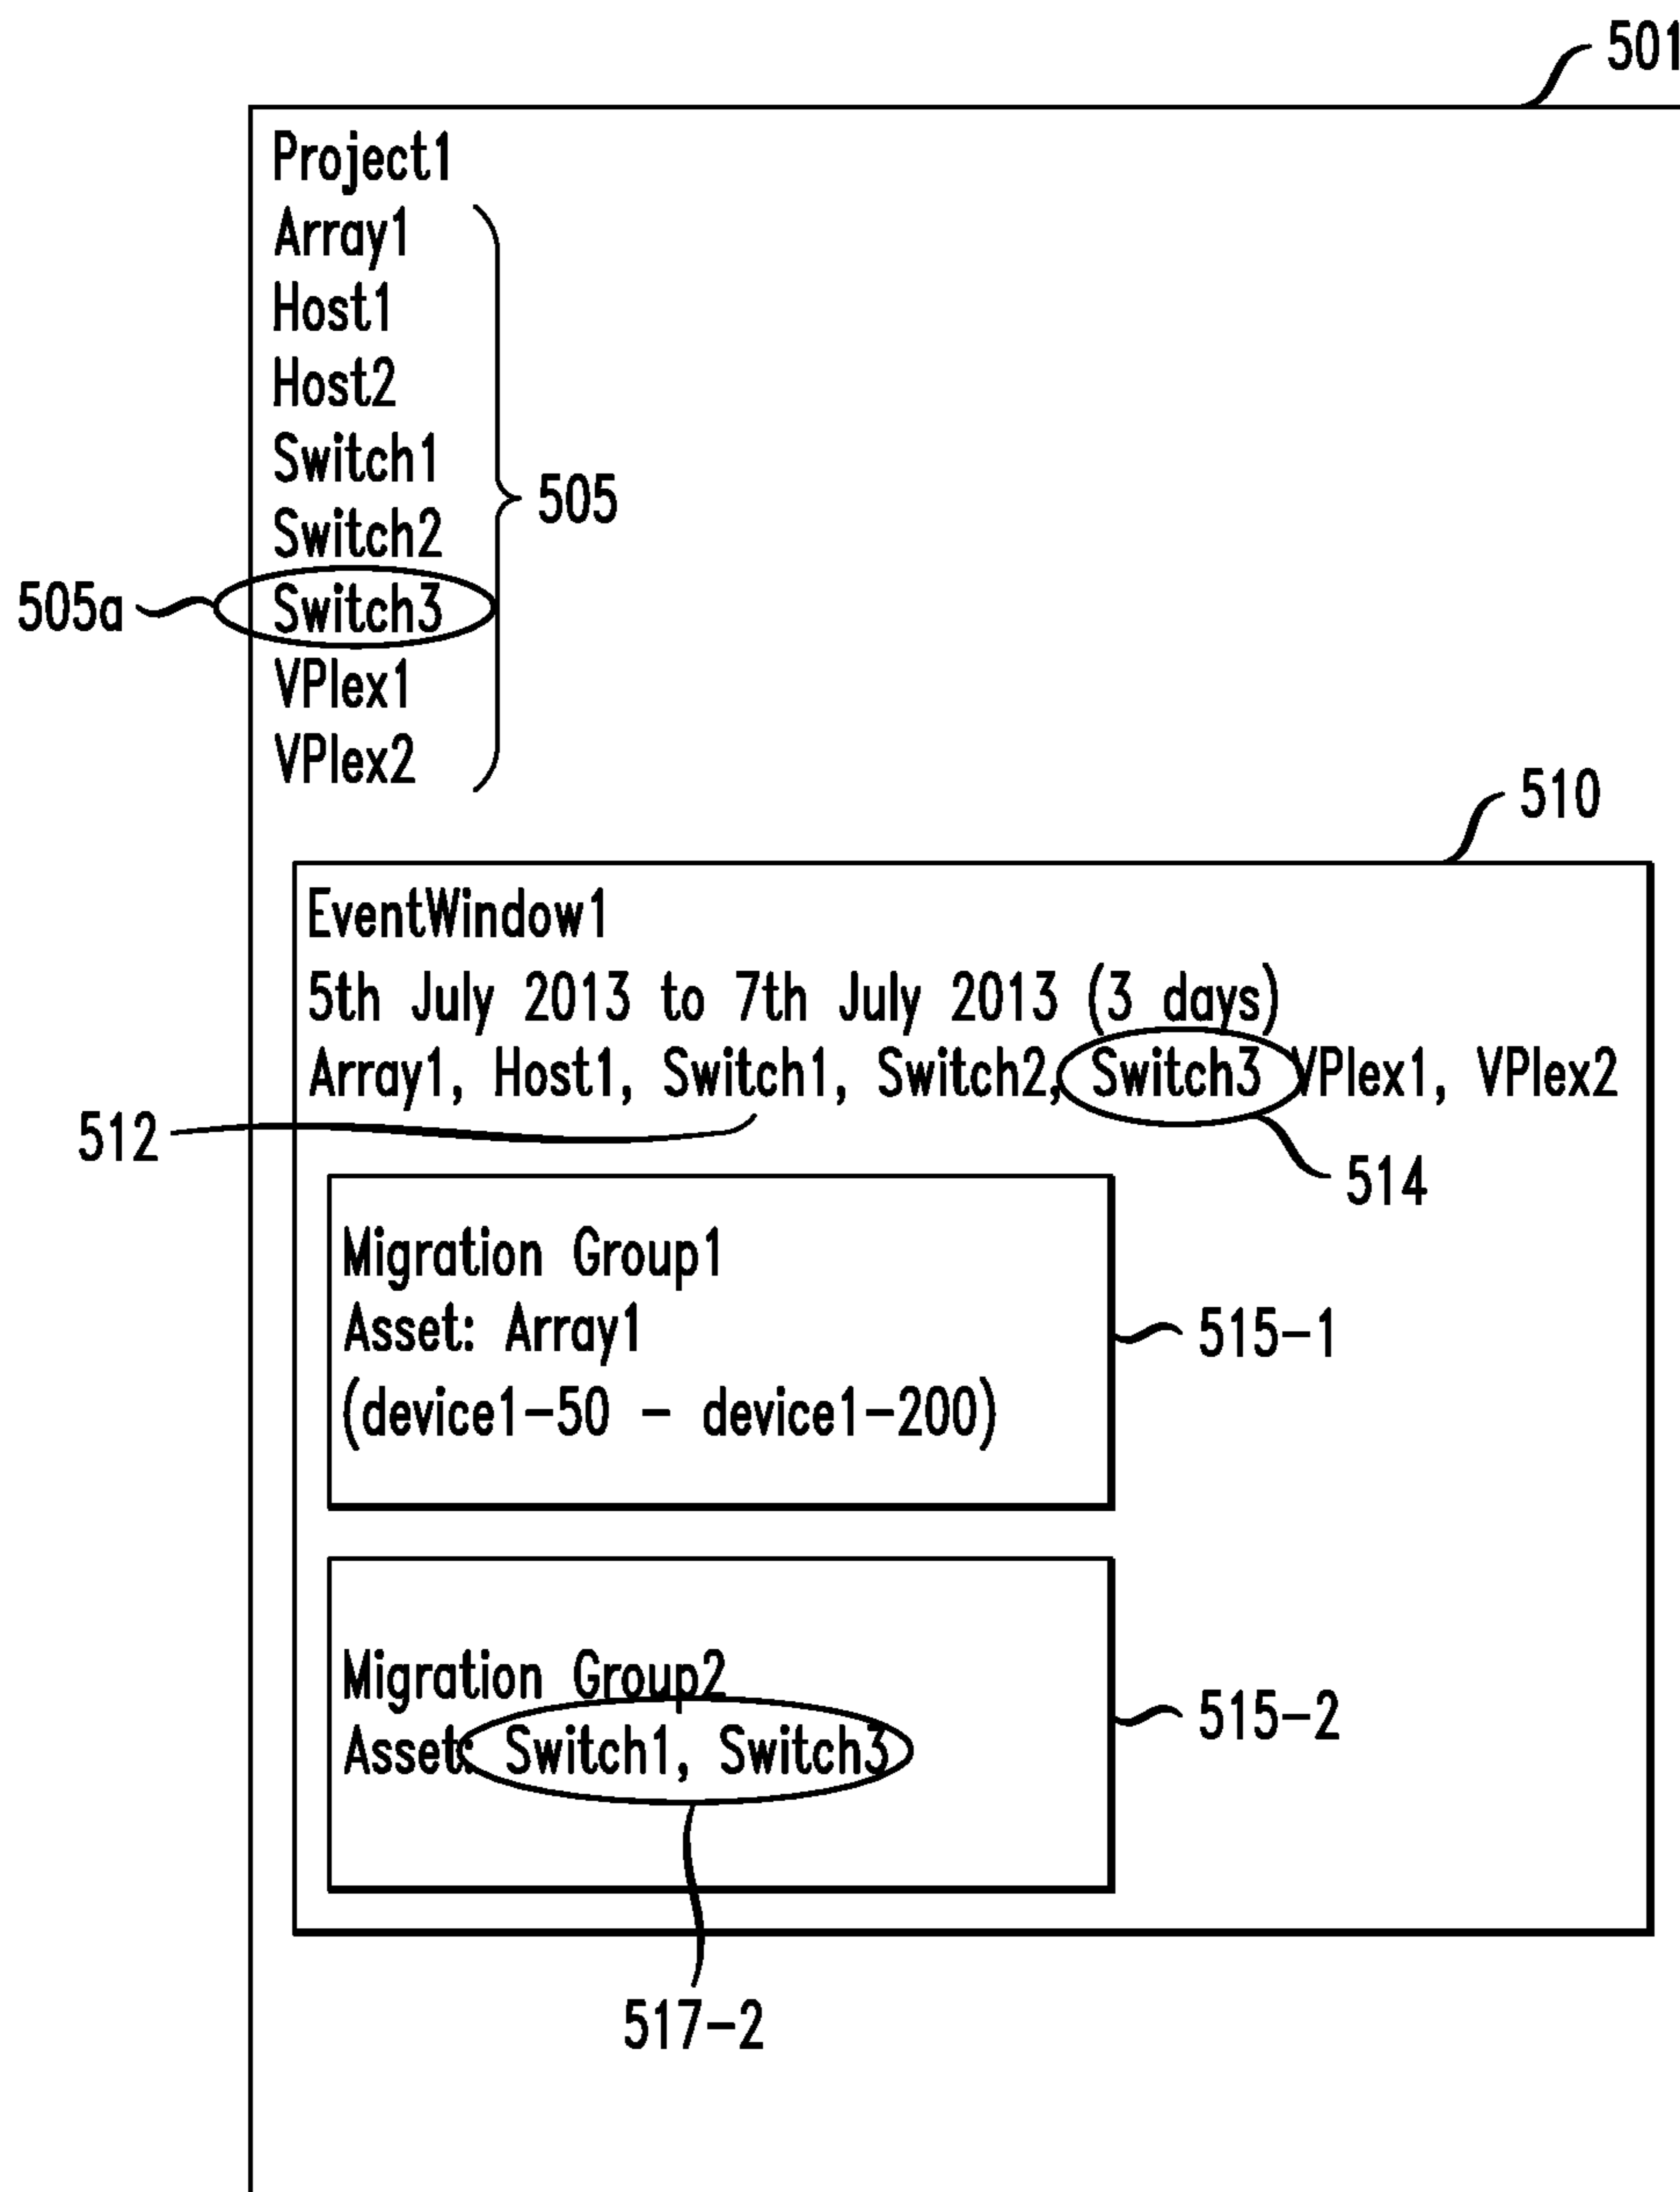 501
Project1
Array1
Host1
Host2
Switch1
505
Switch2
505a
Switch3
VPlex1
VPlex2
510
EventWindow1
5th July 2013 to 7th July 2013 (3 days)
Array1, Host1, Switch1, Switch2, Switch3 VPlex1, VPlex2
512
514
Migration Group1
Asset: Array1
(device1-50 - device1-200)
515-1
Migration Group2
Asset: Switch1, Switch3
515-2
517-2